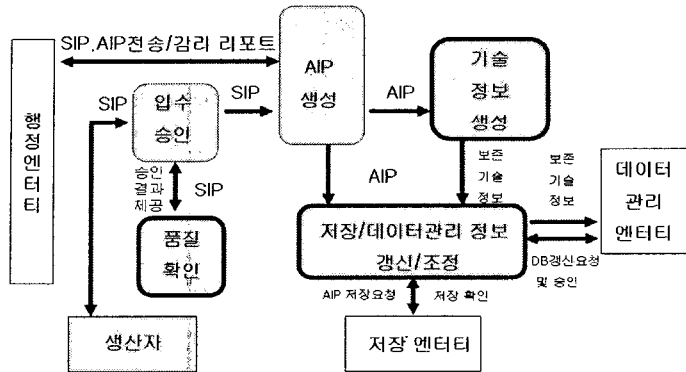 SIP,AIP전송/감리 리포트
AIP
생성
AIP
기술
정보
생성
SIP
입수
승인
SIP
행정엔터티
승인
결과
제공
SIP
품질
확인
AIP
보존
기술
정보
보존
기술
정보
데이터
관리
엔터티
저장/데이터관리 정보
갱신/조정
DB갱신요청
및 승인
AIP 저장요청
저장 확인
생산자
저장 엔터티